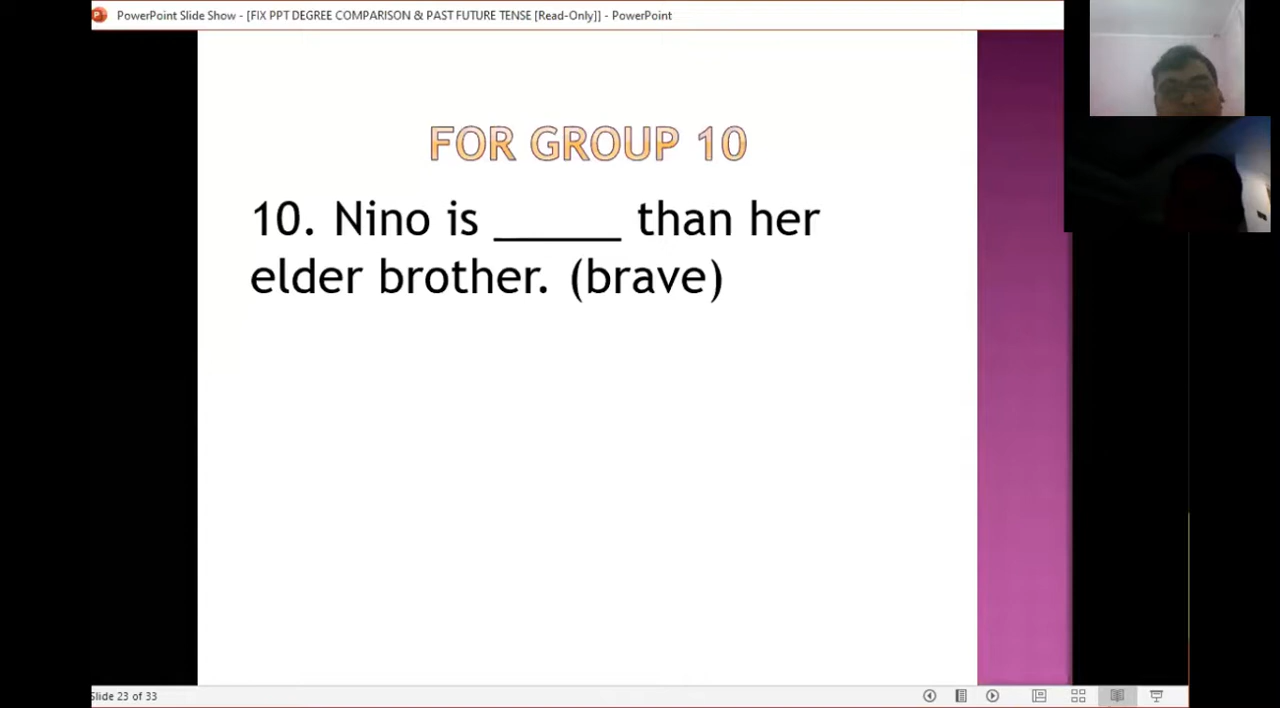 PowerPoint Slide Show - [FIX PPT DEGREE COMPARISON & PAST FUTURE TENSE [Read-Only]] - PowerPoint
FOR GROUP 10
10. Nino is _____ than her
elder brother. (brave)
Slide 23 of 33